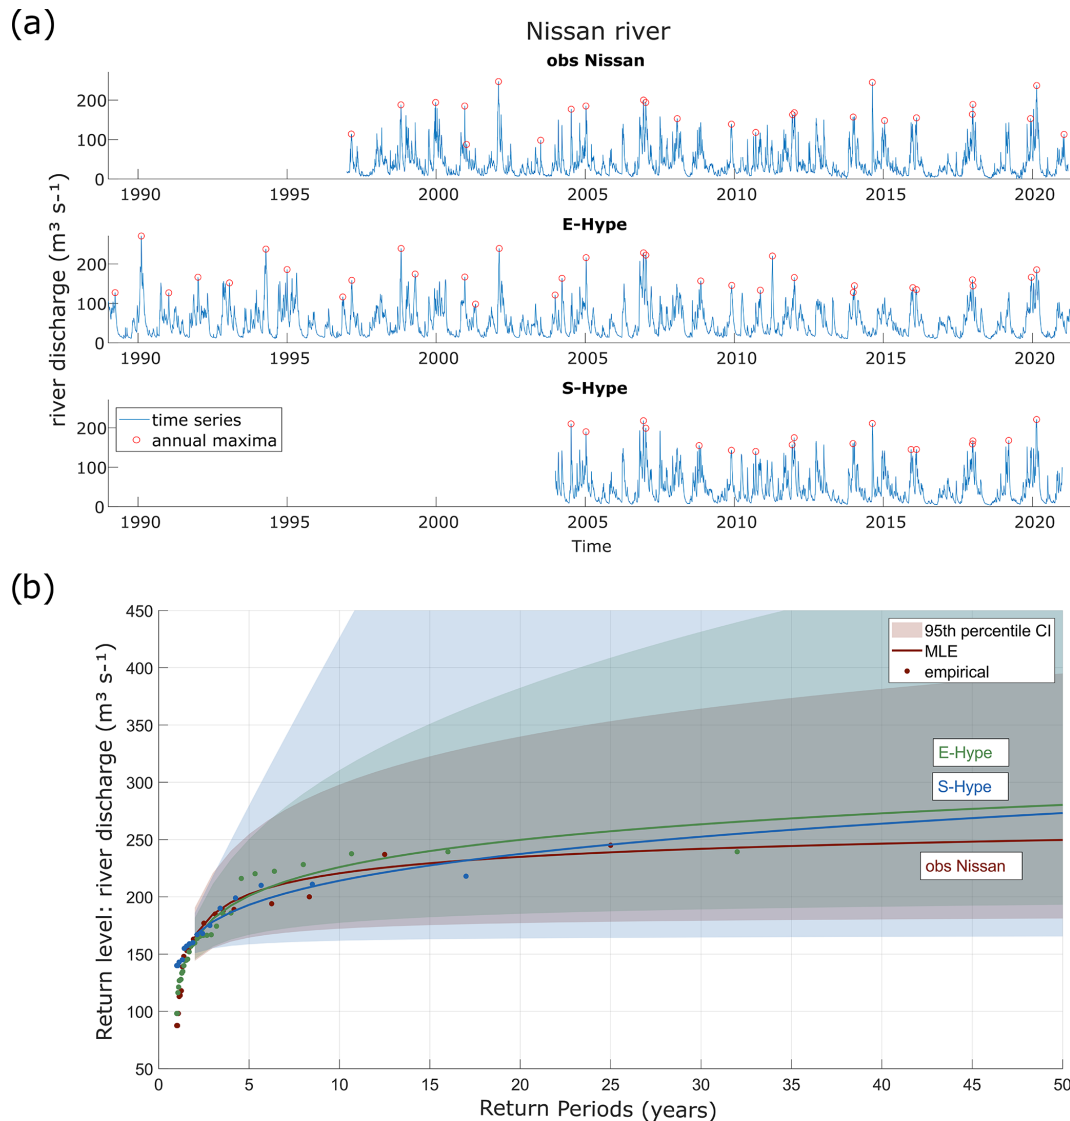 (a)
Nissan river
obs Nissan
200
100
0
1990 1995 2000 2005 2010 2015 2020
E-Hype
200
100
0
1990 1995 2000 2005 2010 2015 2020
S-Hype
time series
annual maxima
200
100
0
1990 1995 2000 2005 2010 2015 2020
Time
river discharge (m³ s-¹)
(b)
450
400
350
300
250
200
150
100
50
95th percentile CI
MLE
empirical
E-Hype
S-Hype
obs Nissan
0 5 10 15 20 25 30 35 40 45 50
Return Periods (years)
Return level: river discharge (m³ s-¹)